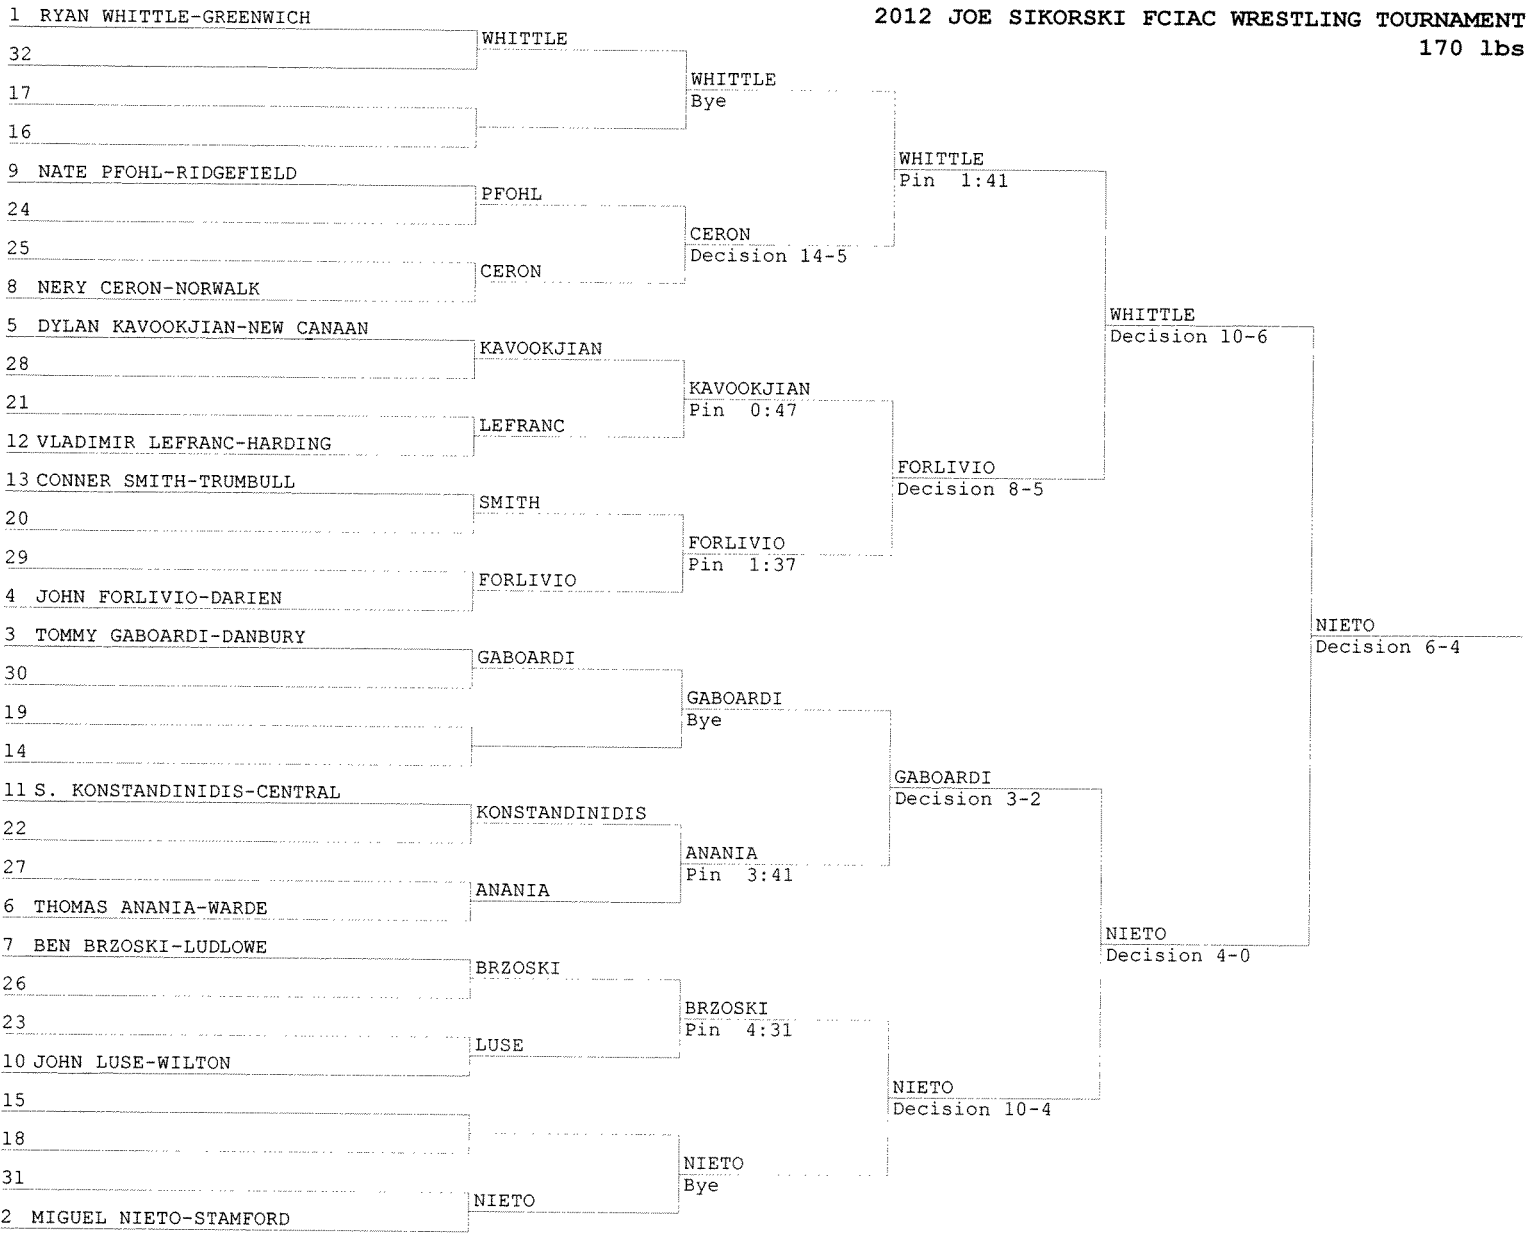 2012 JOE SIKORSKI FCIAC WRESTLING TOURNAMENT
170 lbs
1 RYAN WHITTLE-GREENWICH
32
17
16
9 NATE PFOHL-RIDGEFIELD
24
25
8 NERY CERON-NORWALK
5 DYLAN KAVOOKJIAN-NEW CANAAN
28
21
12 VLADIMIR LEFRANC-HARDING
13 CONNER SMITH-TRUMBULL
20
29
4 JOHN FORLIVIO-DARIEN
3 TOMMY GABOARDI-DANBURY
30
19
14
11 S. KONSTANDINIDIS-CENTRAL
22
27
6 THOMAS ANANIA-WARDE
7 BEN BRZOSKI-LUDLOWE
26
23
10 JOHN LUSE-WILTON
15
18
31
2 MIGUEL NIETO-STAMFORD
WHITTLE
PFOHL
CERON
KAVOOKJIAN
LEFRANC
SMITH
FORLIVIO
GABOARDI
KONSTANDINIDIS
ANANIA
BRZOSKI
LUSE
NIETO
WHITTLE
Bye
CERON
Decision 14-5
KAVOOKJIAN
Pin 0:47
FORLIVIO
Pin 1:37
GABOARDI
Bye
ANANIA
Pin 3:41
BRZOSKI
Pin 4:31
NIETO
Bye
WHITTLE
Pin 1:41
FORLIVIO
Decision 8-5
GABOARDI
Decision 3-2
NIETO
Decision 10-4
WHITTLE
Decision 10-6
NIETO
Decision 4-0
NIETO
Decision 6-4